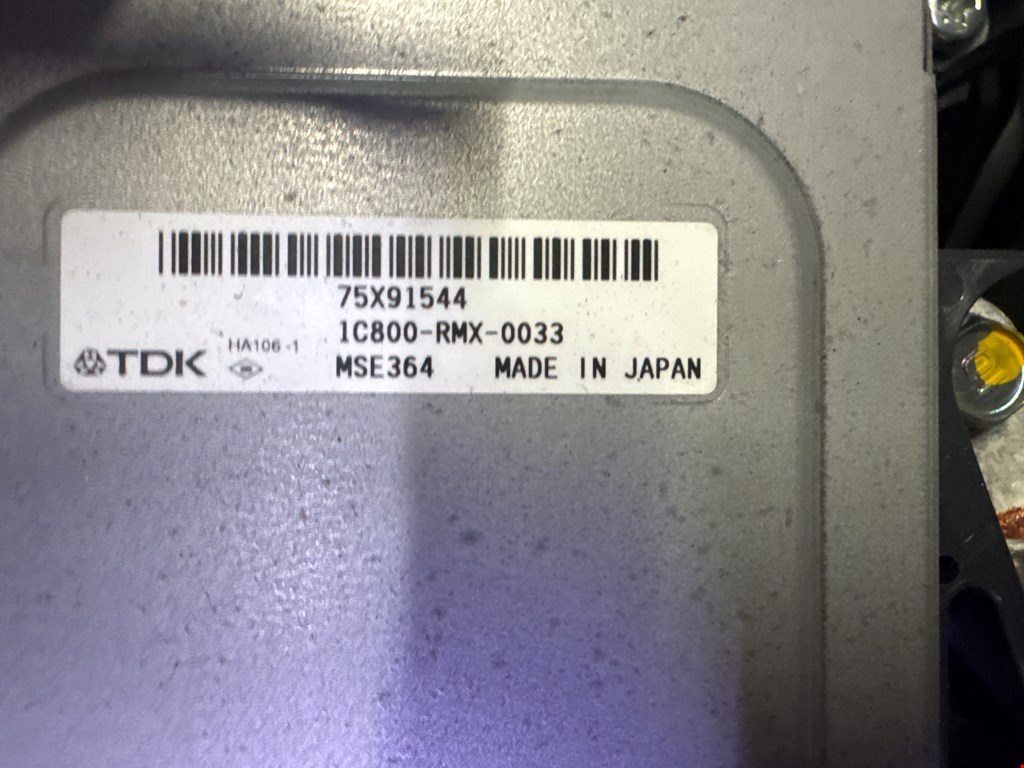 75X91544
1C800-RMX-0033
HA106-1
TDK MSE364 MADE IN JAPAN